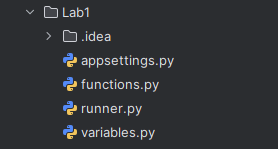 Lab1
.idea
appsettings.py
functions.py
runner.py
variables.py